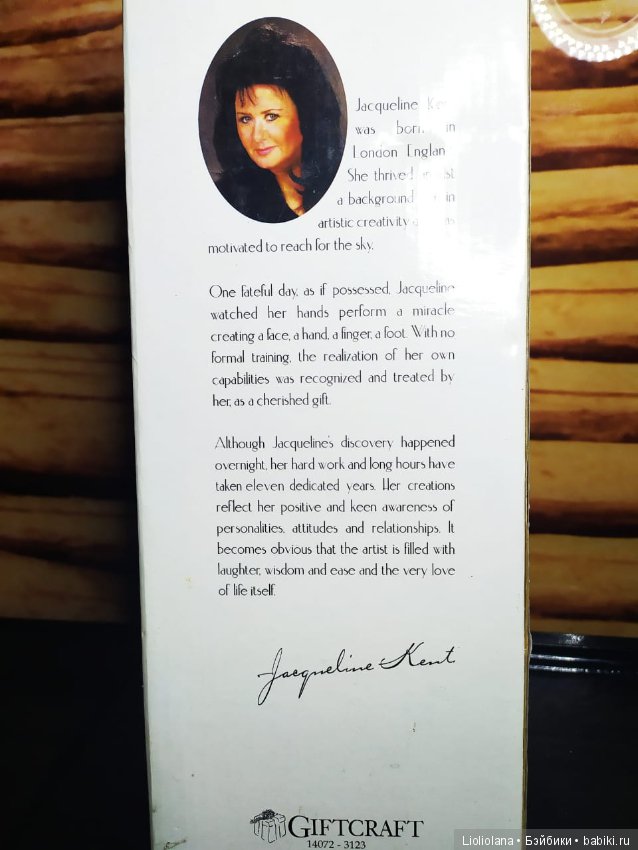 Jacqueline
was born in
London Englan
She thrived
a background in
artistic creativity
motivated to reach for the sky.
One fateful day, as if possessed, Jacqueline
watched her hands perform a miracle
creating a face, a hand, a finger, a foot. With no
formal training, the realization of her own
capabilities was recognized and treated by
her, as a cherished gift.
Although Jacqueline's discovery happened
overnight, her hard work and long hours have
taken eleven dedicated years. Her creations
reflect her positive and keen awareness of
personalities, attitudes and relationships. It
becomes obvious that the artist is filled with
laughter, wisdom and ease and the very love
of life itself.
Jacqueline Kent
GIFTCRAFT
14072 - 3123
Lioliolana • Бэйбики • babiki.ru